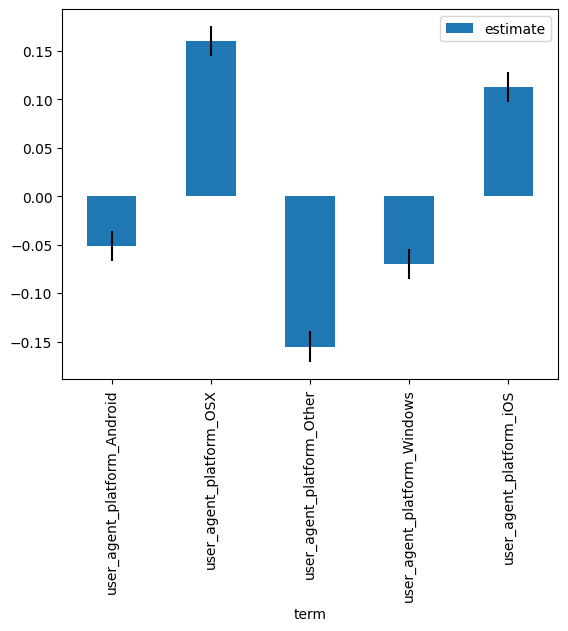 estimate
0.15
0.10
0.05
0.00
−0.05
−0.10
−0.15
user_agent_platform_Android
user_agent_platform_OSX
user_agent_platform_Other
user_agent_platform_Windows
user_agent_platform_iOS
term